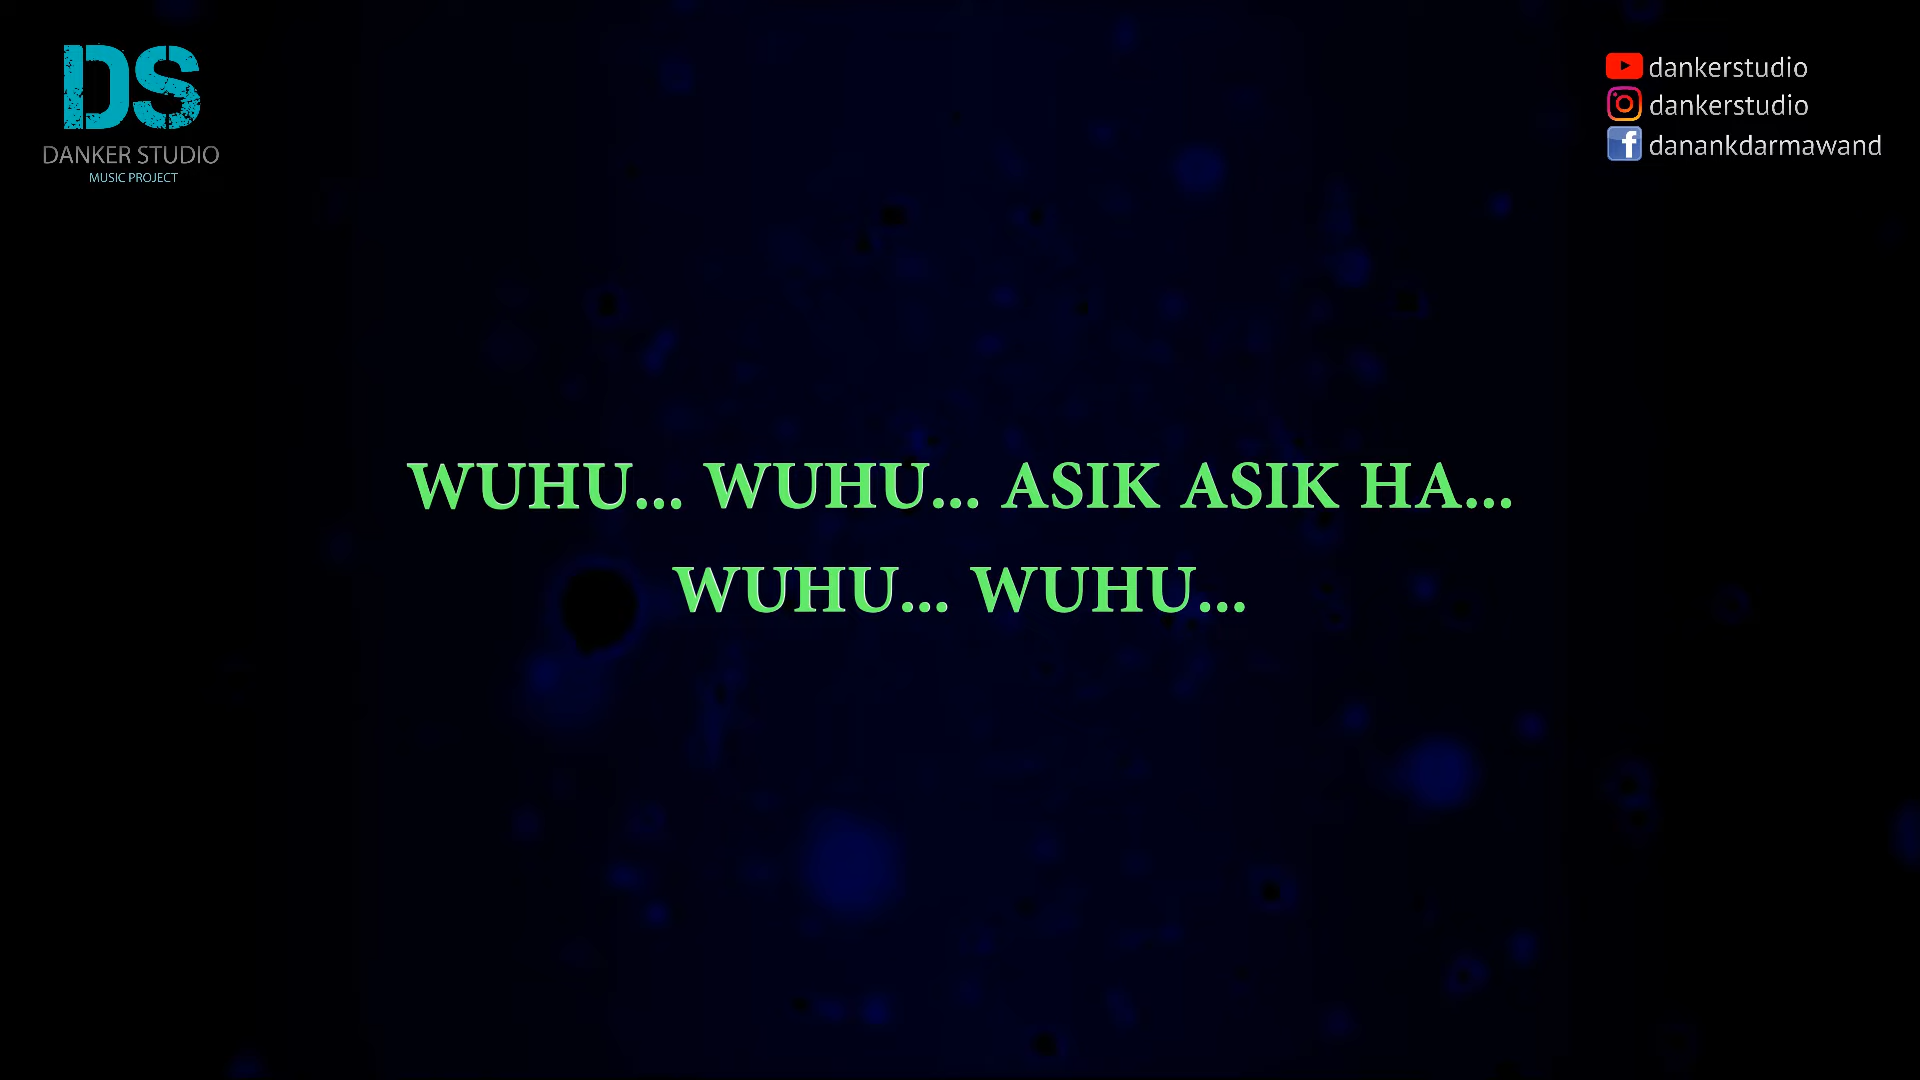 DS
DANKER STUDIO
MUSIC PROJECT
dankerstudio
dankerstudio
danankdarmawand
WUHU... WUHU... ASIK ASIK HA...
WUHU... WUHU...